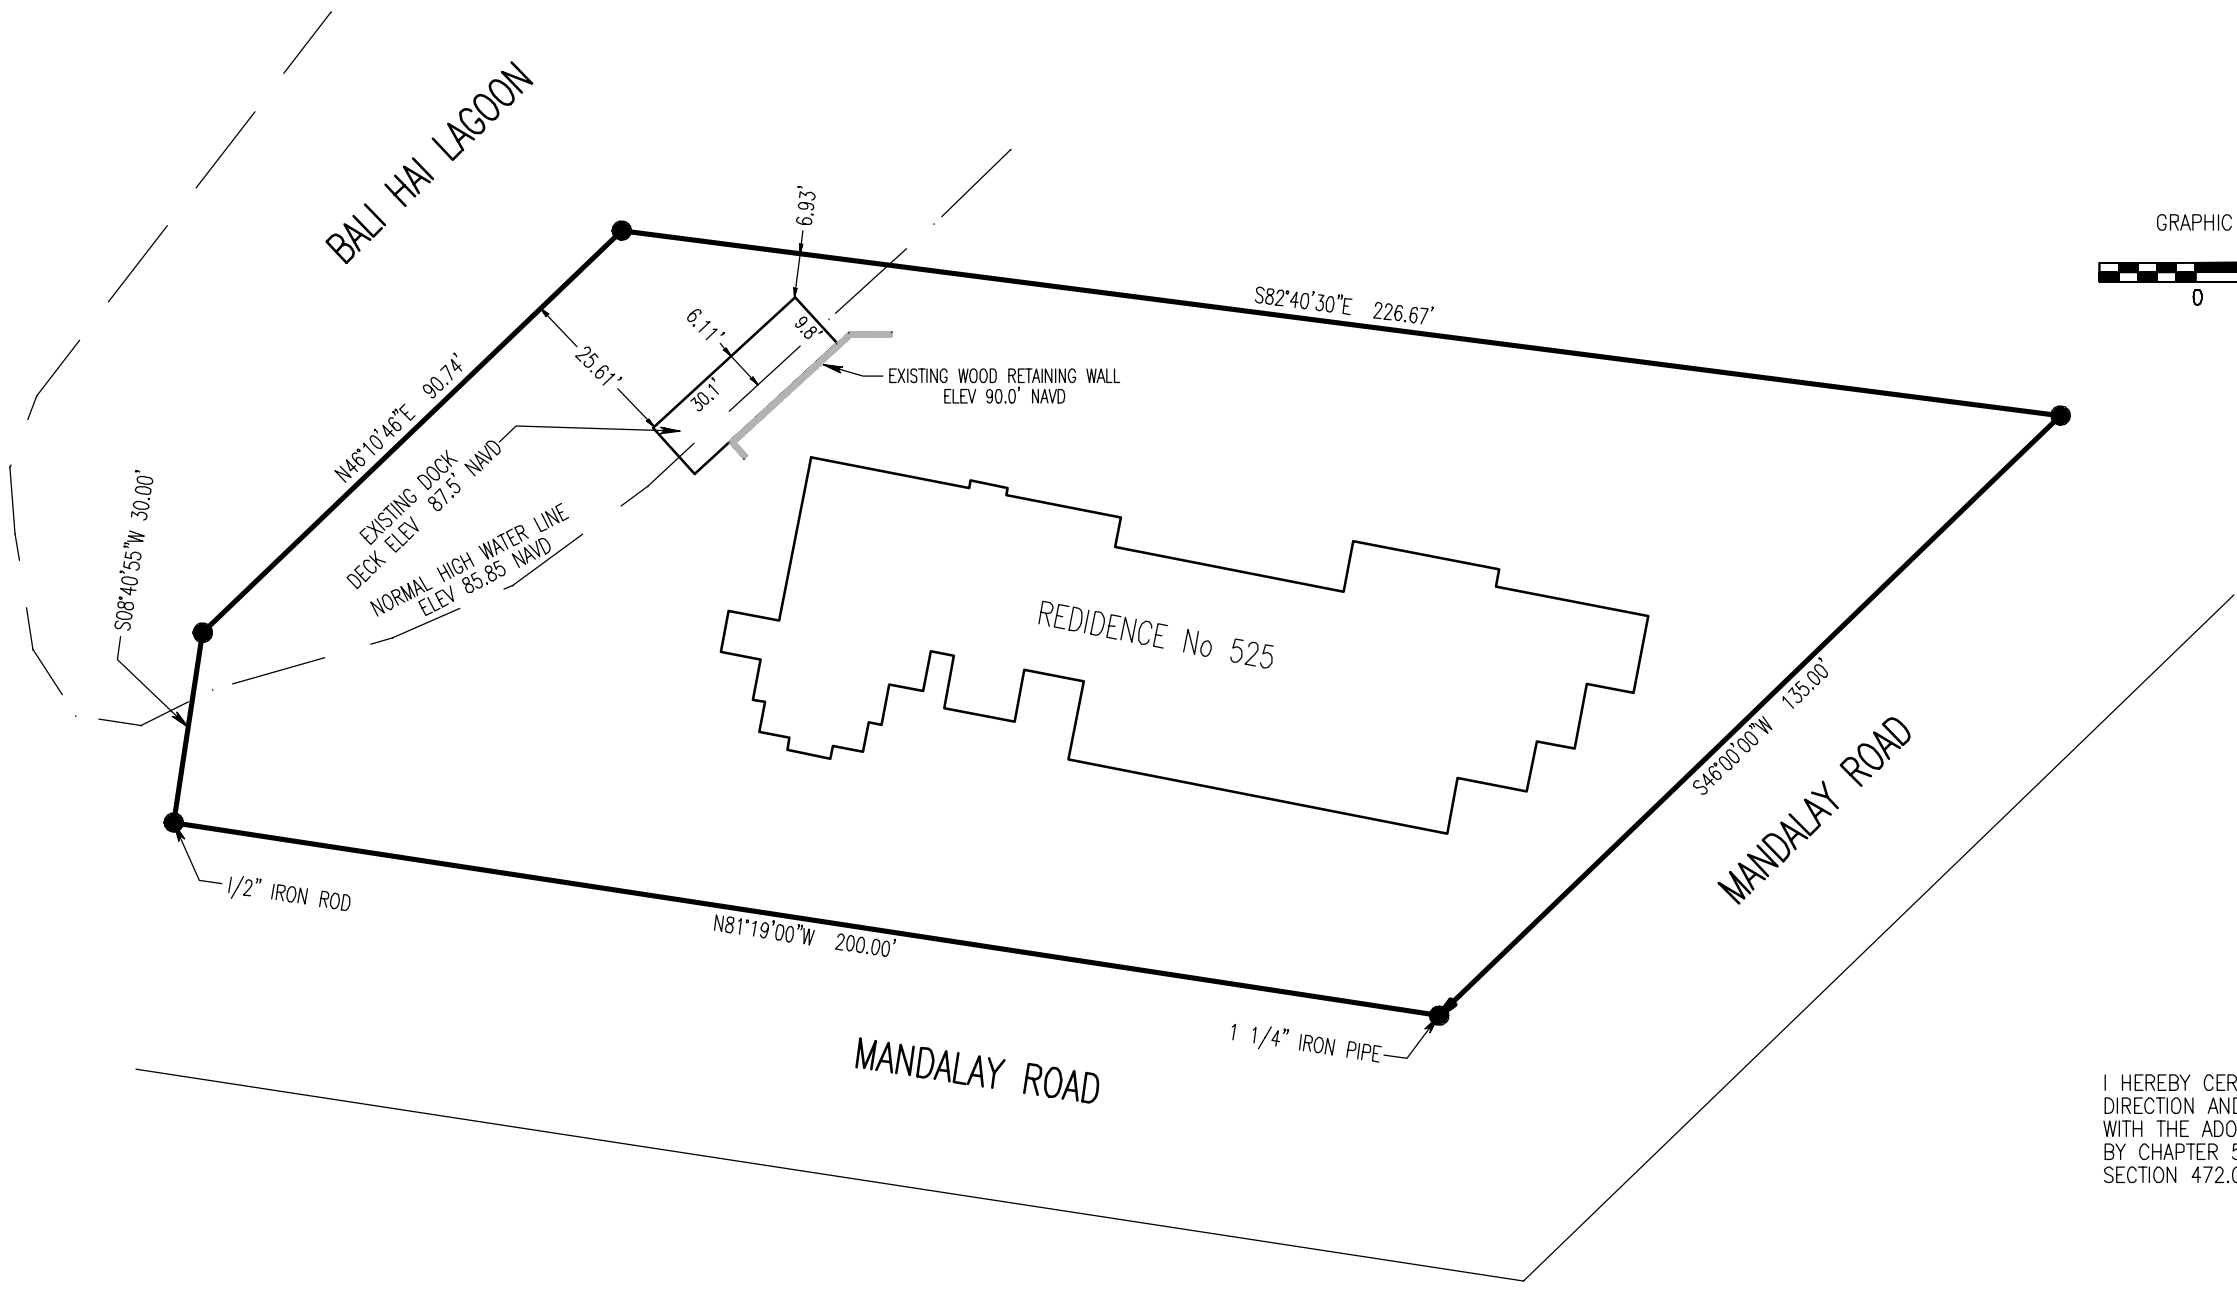 BALI HAI LAGOON
6.93'
GRAPHIC
0
S82°40'30"E 226.67'
9.8'
6.11'
25.61'
30.1'
EXISTING WOOD RETAINING WALL
ELEV 90.0' NAVD
N46°10'46"E 90.74'
EXISTING DOCK
DECK ELEV 87.5' NAVD
S08°40'55"W 30.00'
NORMAL HIGH WATER LINE
ELEV 85.85 NAVD
REDIDENCE No 525
S46°00'00"W 135.00'
MANDALAY ROAD
1/2" IRON ROD
N81°19'00"W 200.00'
1 1/4" IRON PIPE
MANDALAY ROAD
I HEREBY CER
DIRECTION AND
WITH THE ADO
BY CHAPTER 5
SECTION 472.0